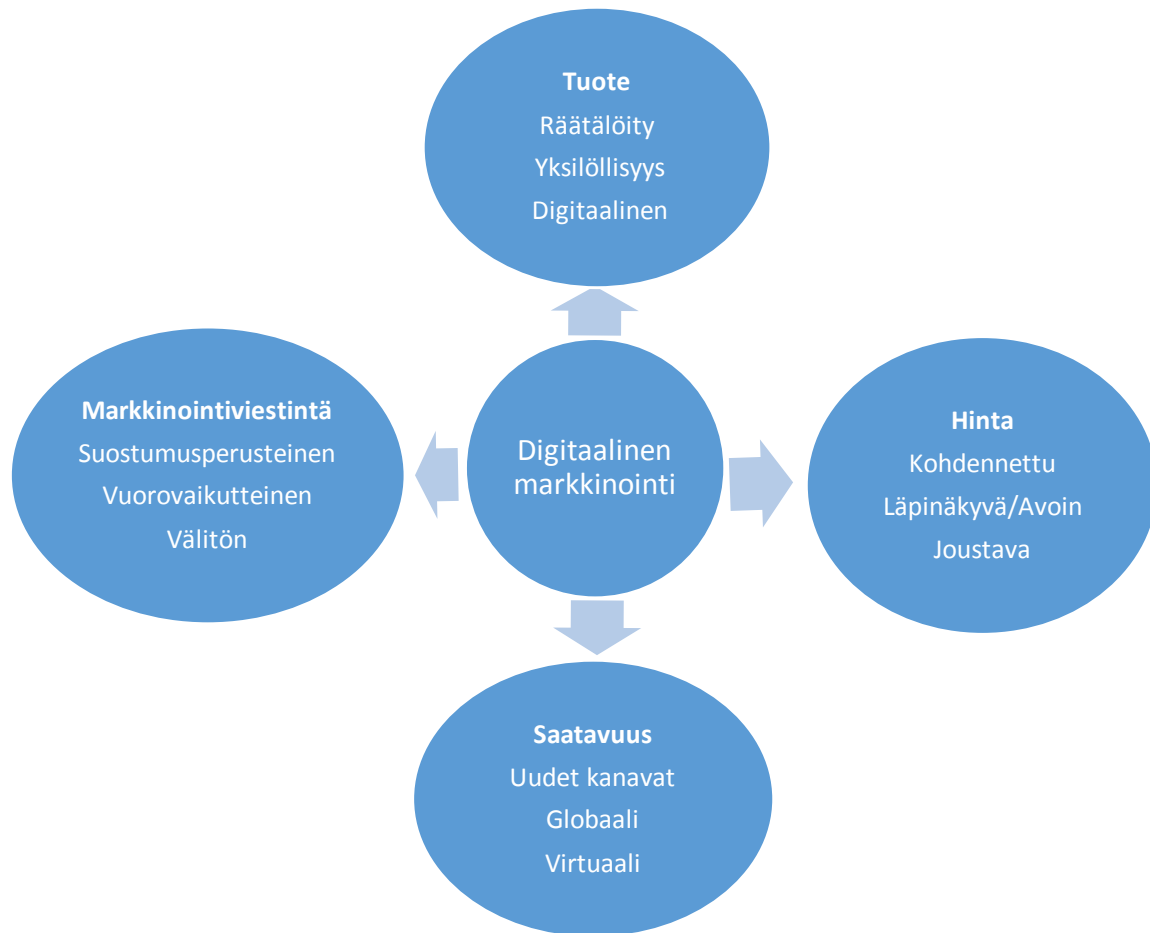 Tuote
Räätälöity
Yksilöllisyys
Digitaalinen
Markkinointiviestintä
Suostumusperusteinen
Vuorovaikutteinen
Välitön
Digitaalinen
markkinointi
Hinta
Kohdennettu
Läpinäkyvä/Avoin
Joustava
Saatavuus
Uudet kanavat
Globaali
Virtuaali